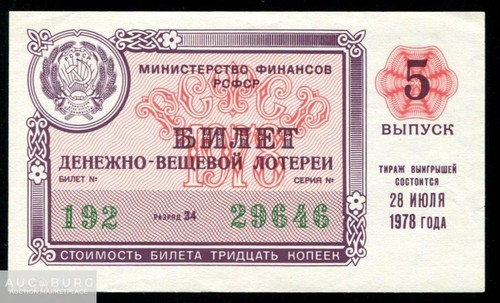 МИНИСТЕРСТВО ФИНАНСОВ
РСФСР
5
ВЫПУСК
РСФСР
1978
БИЛЕТ
ДЕНЕЖНО-ВЕЩЕВОЙ ЛОТЕРЕИ
БИЛЕТ № СЕРИЯ №
192 РАЗРЯД 34 29646
ТИРАЖ ВЫИГРЫШЕЙ
СОСТОИТСЯ
28 ИЮЛЯ
1978 ГОДА
СТОИМОСТЬ БИЛЕТА ТРИДЦАТЬ КОПЕЕК
AUCBURG